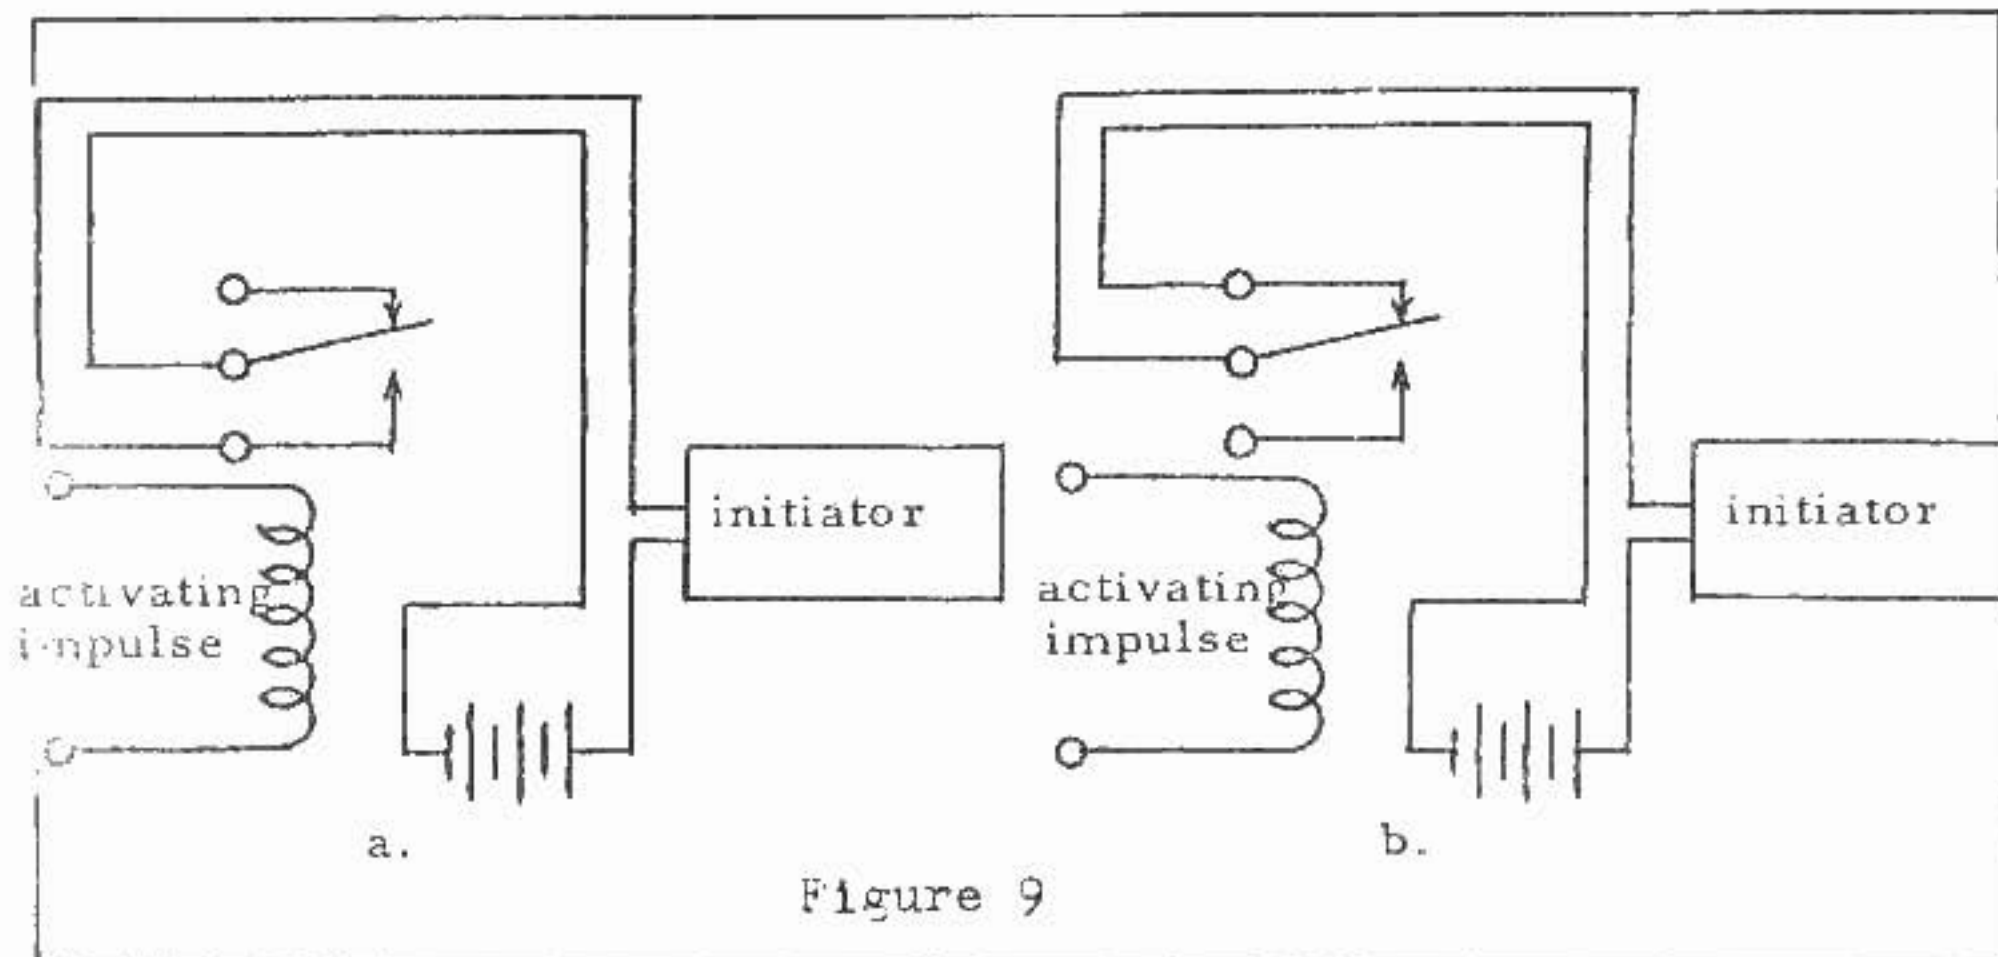 initiator
activating
impulse
a.
initiator
activating
impulse
b.
Figure 9